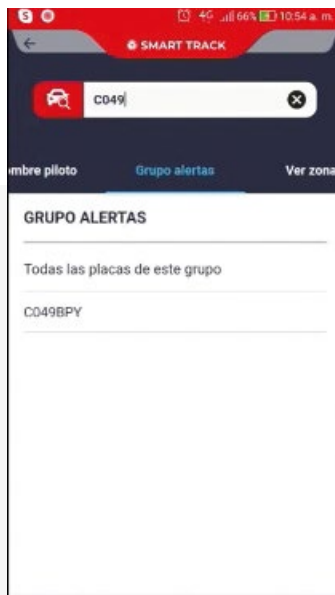 S 4G 66% 10:54 a. m.
SMART TRACK
C049
ombre piloto Grupo alertas Ver zona
GRUPO ALERTAS
Todas las placas de este grupo
C049BPY